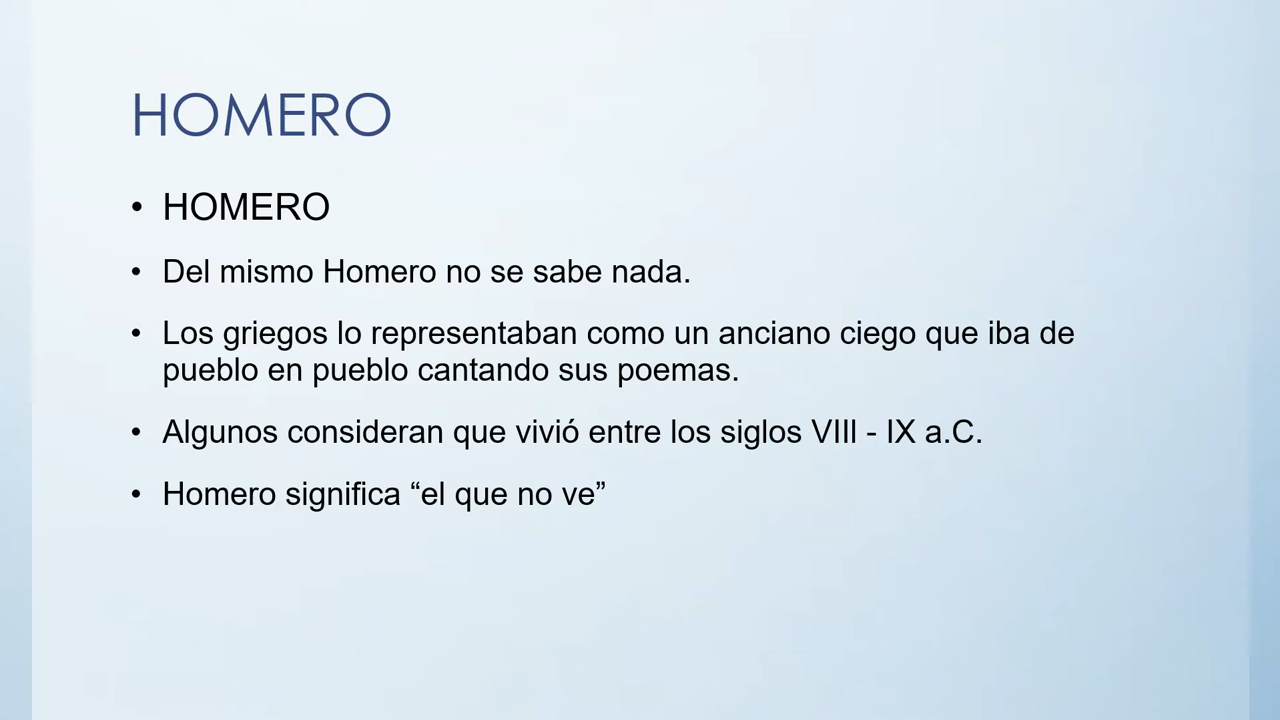 HOMERO
• HOMERO
• Del mismo Homero no se sabe nada.
• Los griegos lo representaban como un anciano ciego que iba de
pueblo en pueblo cantando sus poemas.
• Algunos consideran que vivió entre los siglos VIII - IX a.C.
• Homero significa “el que no ve”